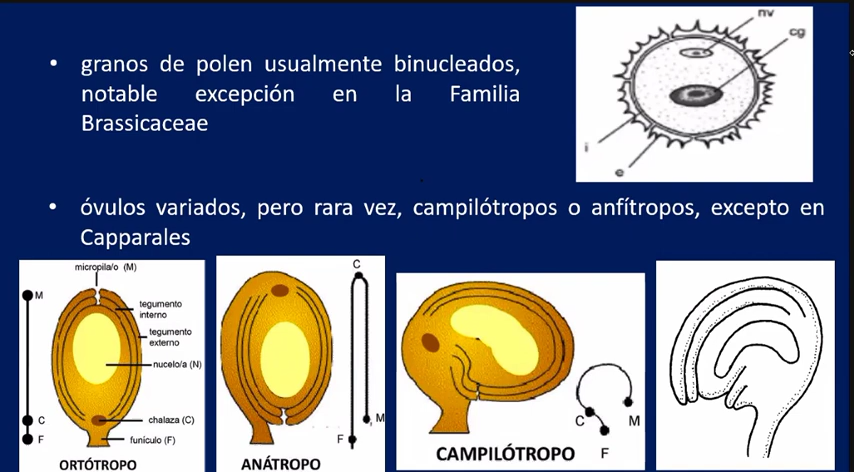 • granos de polen usualmente binucleados,
notable excepción en la Familia
Brassicaceae
nv
cg
i
e
• óvulos variados, pero rara vez, campilótropos o anfítropos, excepto en
Capparales
micropila/o (M)
M
tegumento
interno
tegumento
externo
nucelo/a (N)
C
chalaza (C)
F
funículo (F)
ORTÓTROPO
C
M
F
ANÁTROPO
C
M
F
CAMPILÓTROPO